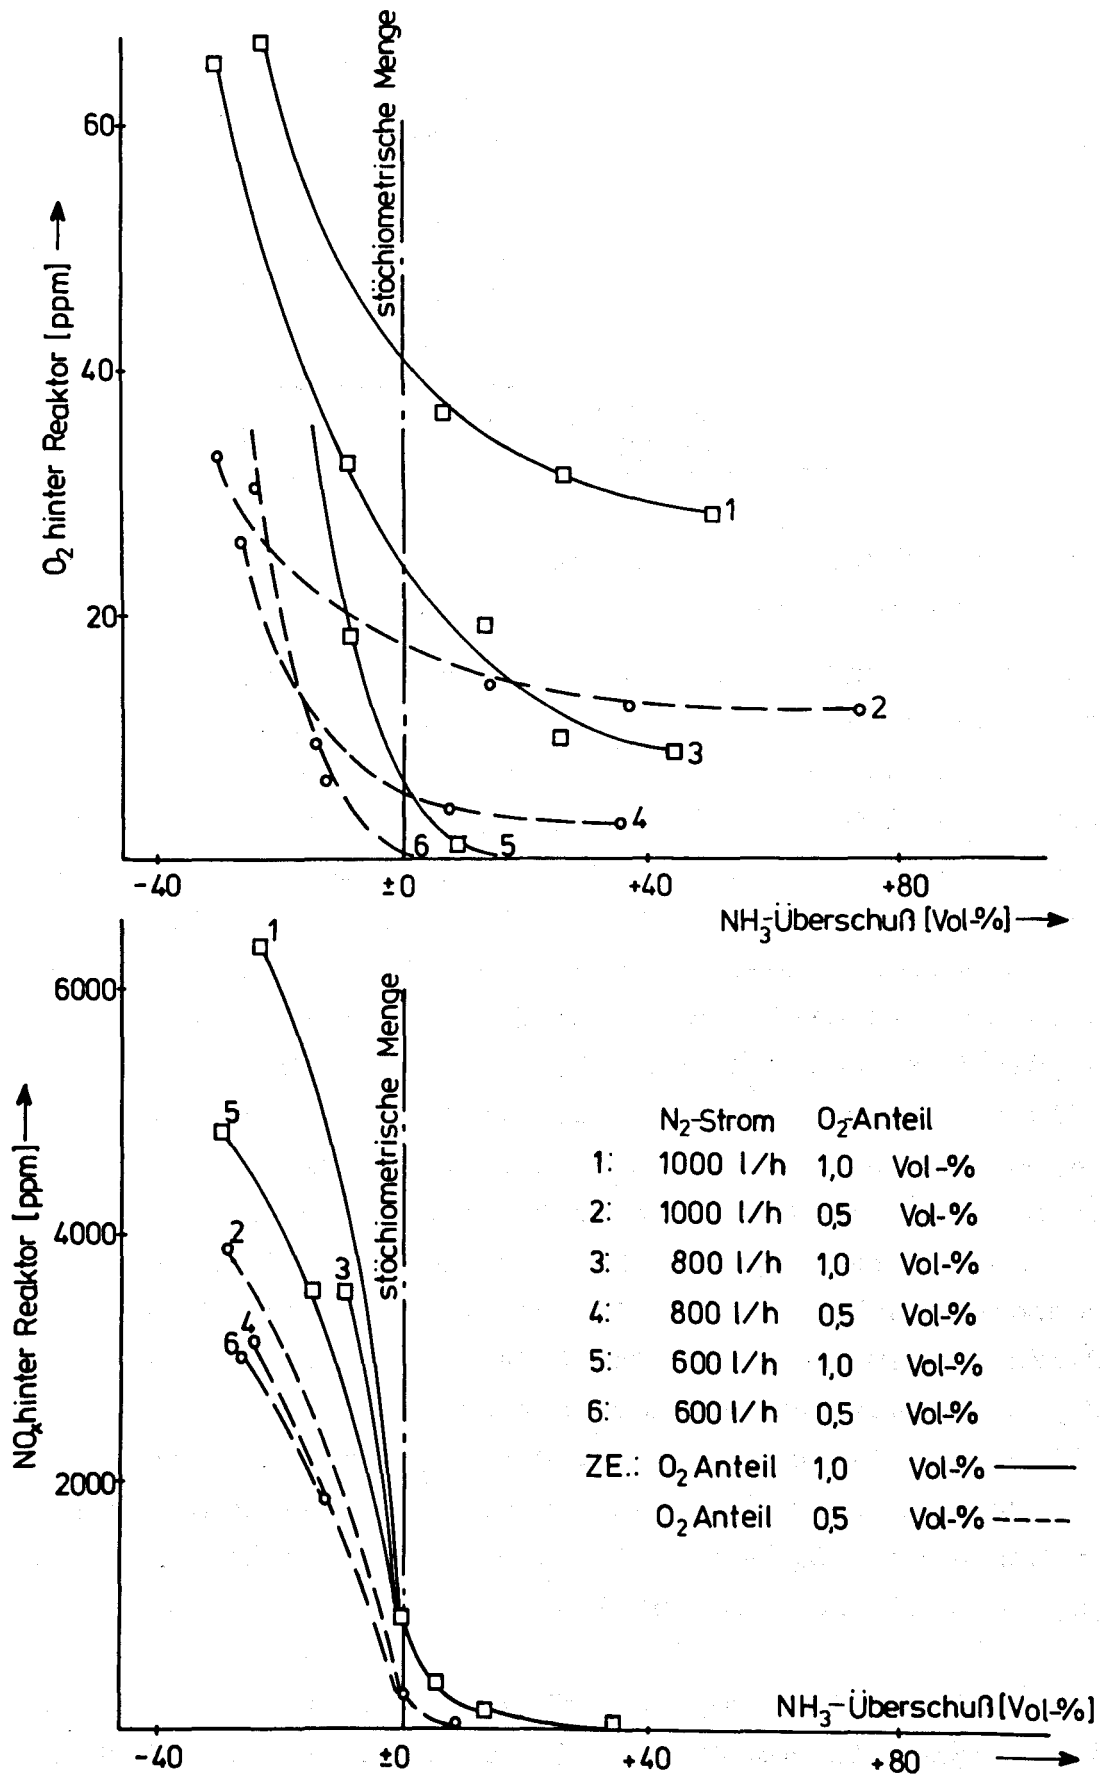 stöchiometrische Menge
60
40
20
O2 hinter Reaktor [ppm]
1
2
3
4
5
6
-40
±0
+40
+80
NH3-Überschuß [Vol-%]
6000
4000
2000
NOx hinter Reaktor [ppm]
stöchiometrische Menge
1
5
2
3
4
6
N2-Strom O2-Anteil
1: 1000 l/h 1,0 Vol-%
2: 1000 l/h 0,5 Vol-%
3: 800 l/h 1,0 Vol-%
4: 800 l/h 0,5 Vol-%
5: 600 l/h 1,0 Vol-%
6: 600 l/h 0,5 Vol-%
ZE.: O2 Anteil 1,0 Vol-%
O2 Anteil 0,5 Vol-%
NH3-Überschuß [Vol-%]
-40
±0
+40
+80